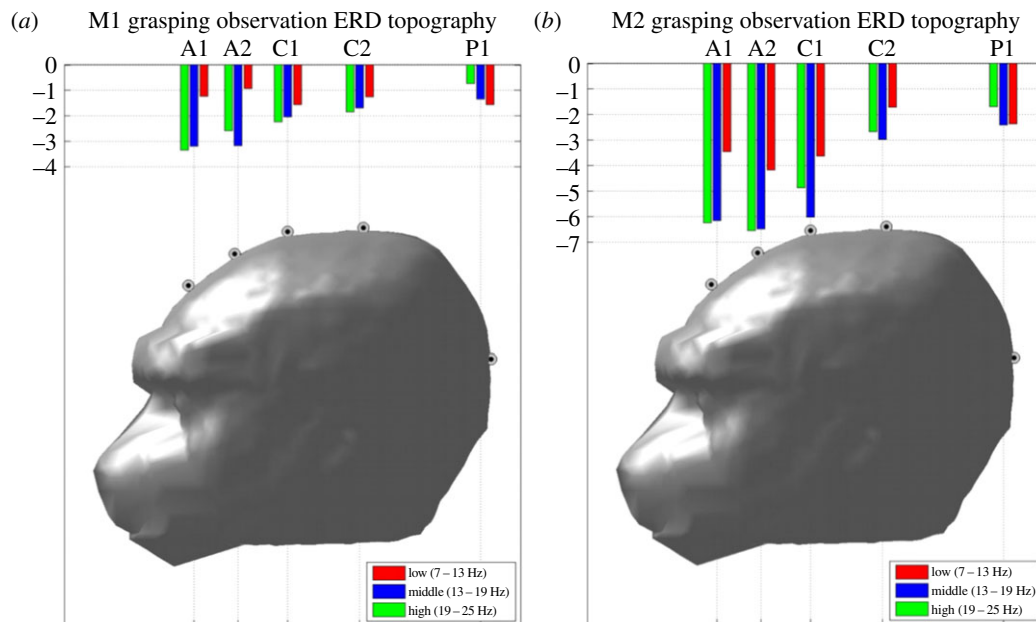 (a) M1 grasping observation ERD topography
A1 A2 C1 C2 P1
0
–1
–2
–3
–4
low (7 – 13 Hz)
middle (13 – 19 Hz)
high (19 – 25 Hz)
(b) M2 grasping observation ERD topography
A1 A2 C1 C2 P1
0
–1
–2
–3
–4
–5
–6
–7
low (7 – 13 Hz)
middle (13 – 19 Hz)
high (19 – 25 Hz)